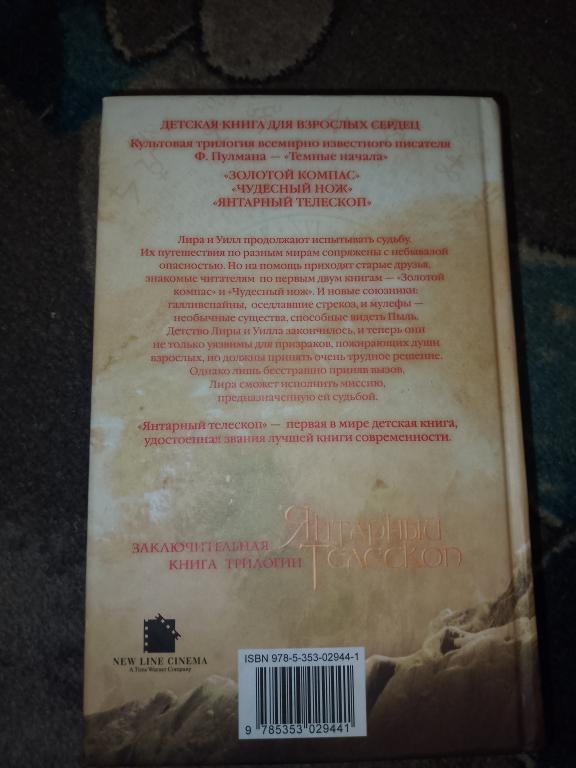 ДЕТСКАЯ КНИГА ДЛЯ ВЗРОСЛЫХ СЕРДЕЦ
Культовая трилогия всемирно известного писателя
Ф. Пулмана — «Темные начала»
«ЗОЛОТОЙ КОМПАС»
«ЧУДЕСНЫЙ НОЖ»
«ЯНТАРНЫЙ ТЕЛЕСКОП»
Лира и Уилл продолжают испытывать судьбу.
Их путешествия по разным мирам сопряжены с небывалой
опасностью. Но на помощь приходят старые друзья,
знакомые читателям по первым двум книгам — «Золотой
компас» и «Чудесный нож». И новые союзники:
галливспайны, оседлавшие стрекоз, и мулефы —
необычные существа, способные видеть Пыль.
Детство Лиры и Уилла закончилось, и теперь они
не только уязвимы для призраков, пожирающих души
взрослых, но должны принять очень трудное решение.
Однако лишь бесстрашно приняв вызов,
Лира сможет исполнить миссию,
предназначенную ей судьбой.
«Янтарный телескоп» — первая в мире детская книга,
удостоенная звания лучшей книги современности.
ЗАКЛЮЧИТЕЛЬНАЯ
КНИГА ТРИЛОГИИ
Янтарный
Телескоп
NEW LINE CINEMA
A Time Warner Company
ISBN 978-5-353-02944-1
9 785353 029441